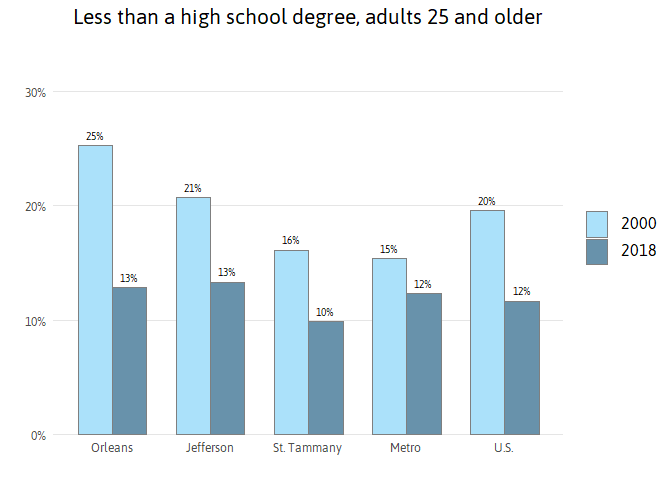 Less than a high school degree, adults 25 and older
30%
20%
10%
0%
25%
13%
21%
13%
16%
10%
15%
12%
20%
12%
Orleans
Jefferson
St. Tammany
Metro
U.S.
2000
2018